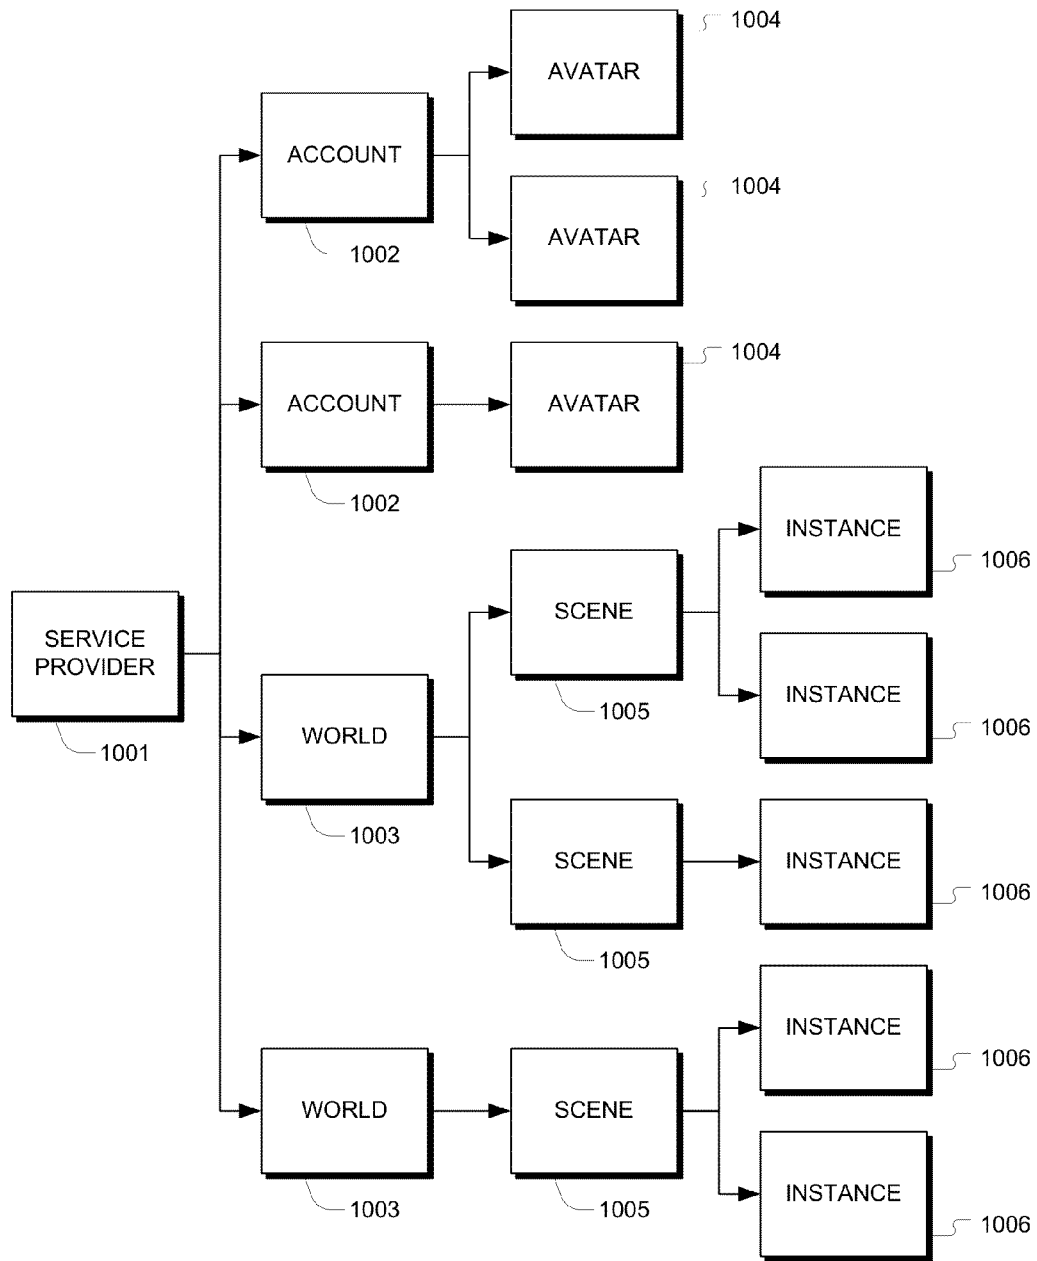 1004
AVATAR
ACCOUNT
1004
AVATAR
1002
1004
ACCOUNT
AVATAR
1002
INSTANCE
1006
SCENE
SERVICE
PROVIDER
INSTANCE
1005
1006
WORLD
1001
1003
SCENE
INSTANCE
1006
1005
INSTANCE
1006
WORLD
SCENE
1003
1005
INSTANCE
1006